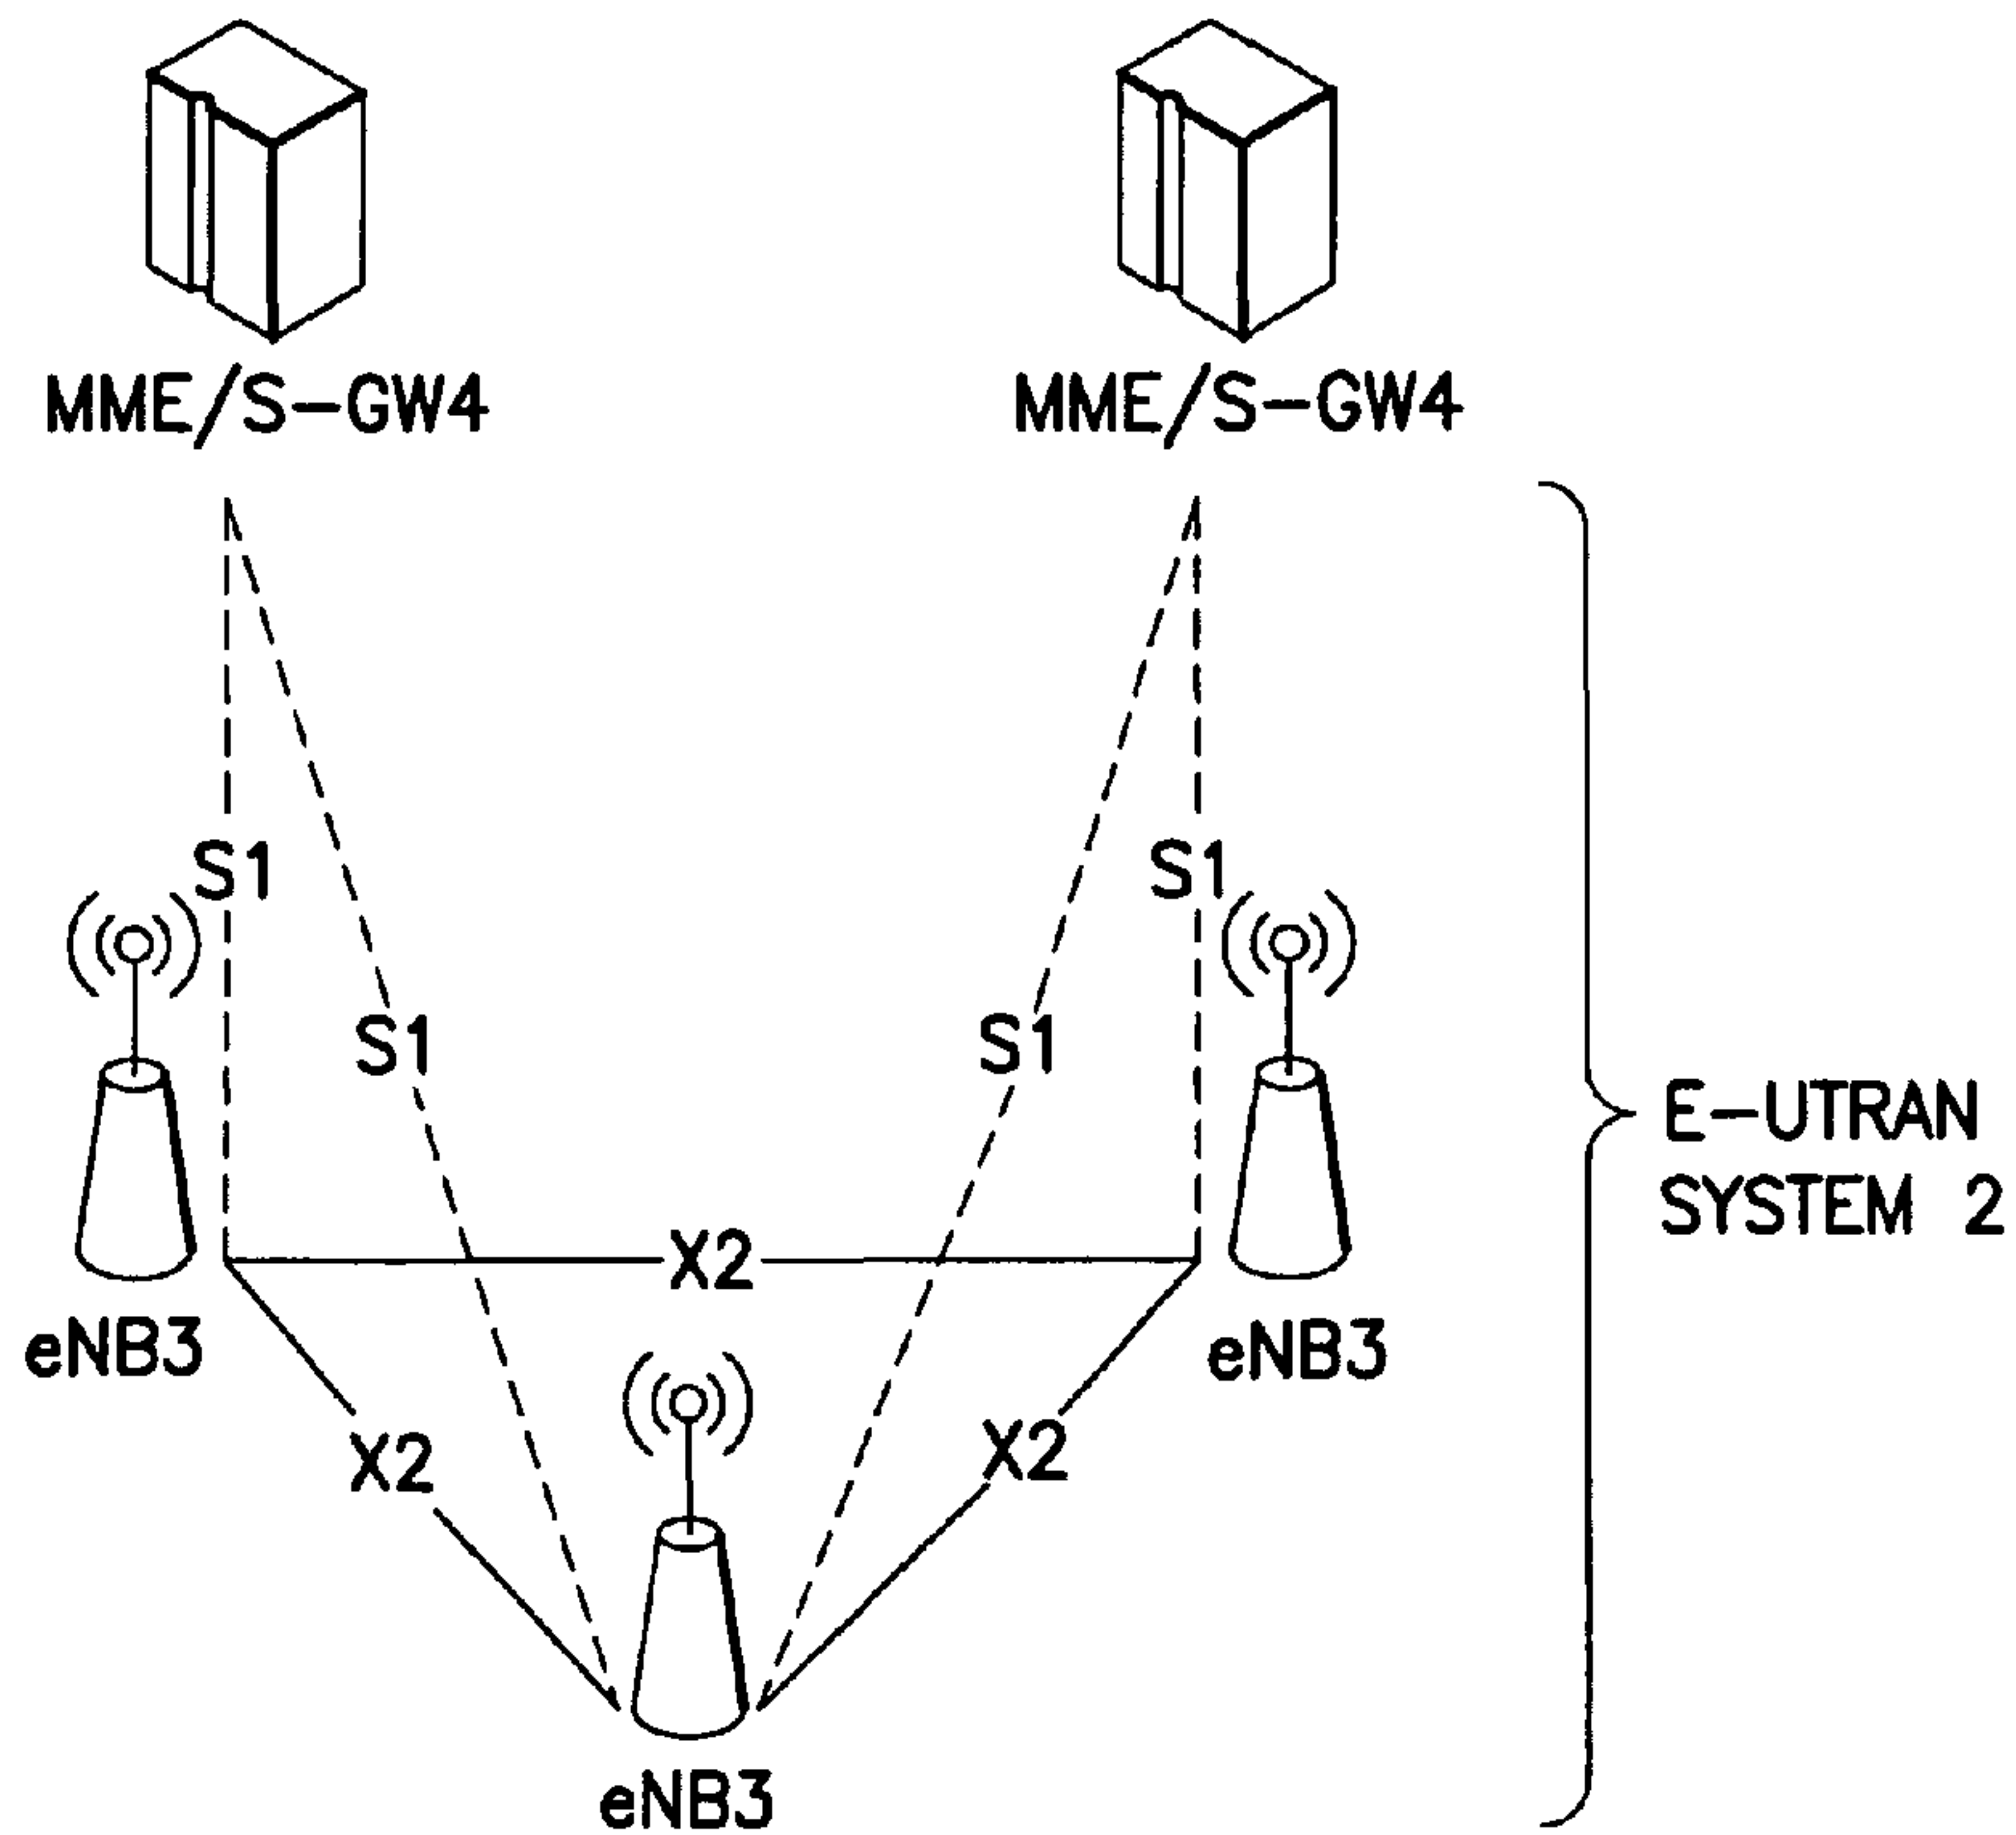 MME/S-GW4
MME/S-GW4
S1
S1
S1
S1
E-UTRAN
SYSTEM 2
X2
eNB3
eNB3
X2
X2
eNB3